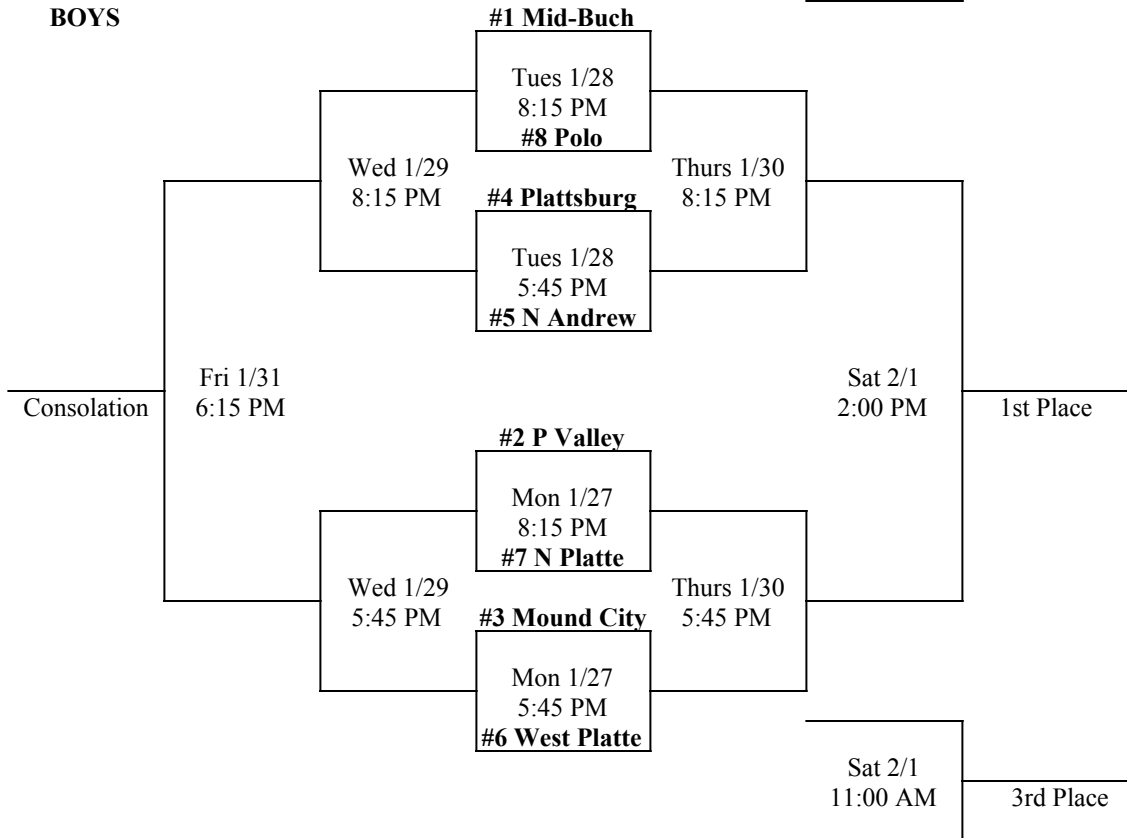 BOYS
#1 Mid-Buch
Tues 1/28
8:15 PM
#8 Polo
Wed 1/29
8:15 PM
Thurs 1/30
8:15 PM
#4 Plattsburg
Tues 1/28
5:45 PM
#5 N Andrew
Fri 1/31
6:15 PM
Consolation
Sat 2/1
2:00 PM
1st Place
#2 P Valley
Mon 1/27
8:15 PM
#7 N Platte
Wed 1/29
5:45 PM
Thurs 1/30
5:45 PM
#3 Mound City
Mon 1/27
5:45 PM
#6 West Platte
Sat 2/1
11:00 AM
3rd Place